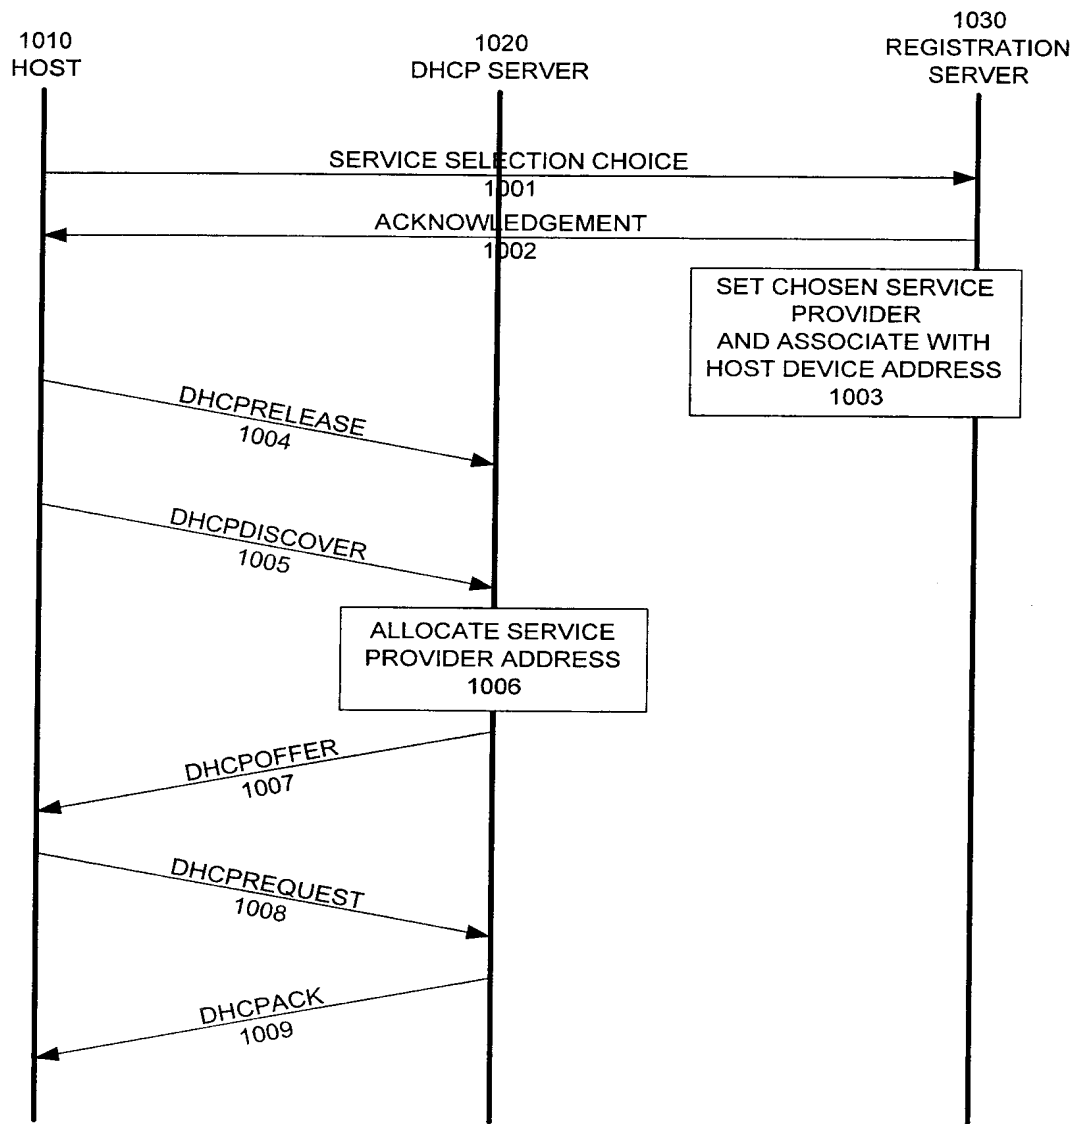 1010
HOST
1020
DHCP SERVER
1030
REGISTRATION
SERVER
SERVICE SELECTION CHOICE
1001
ACKNOWLEDGEMENT
1002
SET CHOSEN SERVICE
PROVIDER
AND ASSOCIATE WITH
HOST DEVICE ADDRESS
1003
DHCPRELEASE
1004
DHCPDISCOVER
1005
ALLOCATE SERVICE
PROVIDER ADDRESS
1006
DHCPOFFER
1007
DHCPREQUEST
1008
DHCPACK
1009